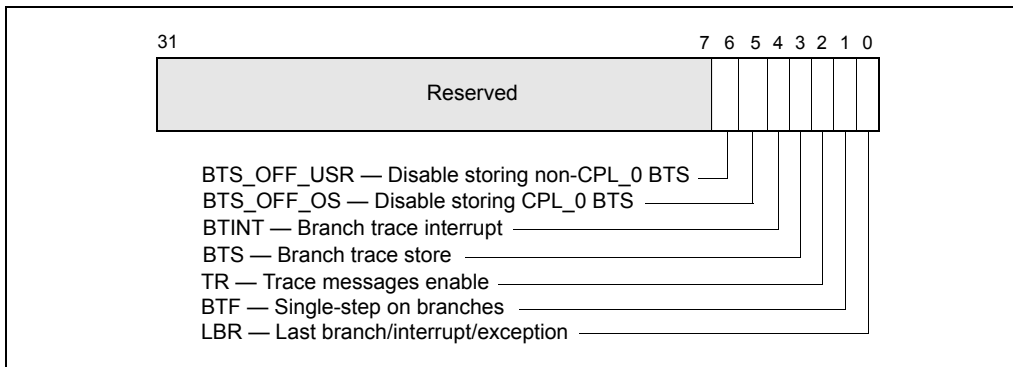 31 7 6 5 4 3 2 1 0
Reserved
BTS_OFF_USR — Disable storing non-CPL_0 BTS
BTS_OFF_OS — Disable storing CPL_0 BTS
BTINT — Branch trace interrupt
BTS — Branch trace store
TR — Trace messages enable
BTF — Single-step on branches
LBR — Last branch/interrupt/exception